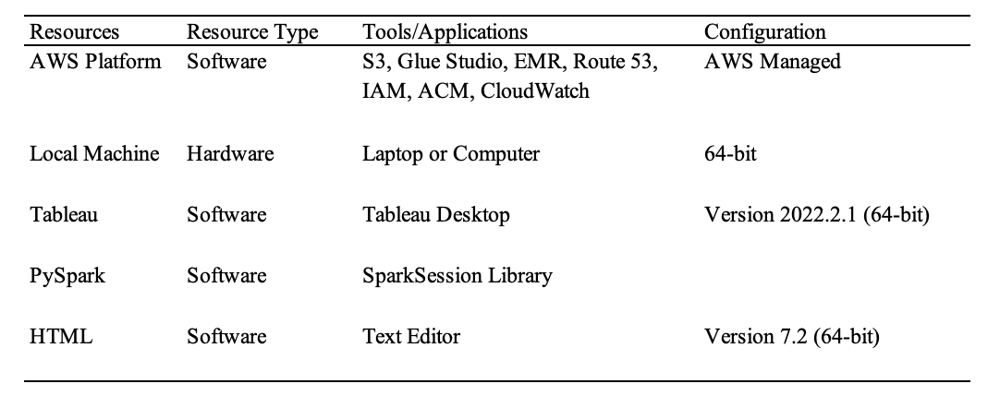 Resources Resource Type Tools/Applications Configuration
AWS Platform Software S3, Glue Studio, EMR, Route 53, AWS Managed
IAM, ACM, CloudWatch
Local Machine Hardware Laptop or Computer 64-bit
Tableau Software Tableau Desktop Version 2022.2.1 (64-bit)
PySpark Software SparkSession Library
HTML Software Text Editor Version 7.2 (64-bit)